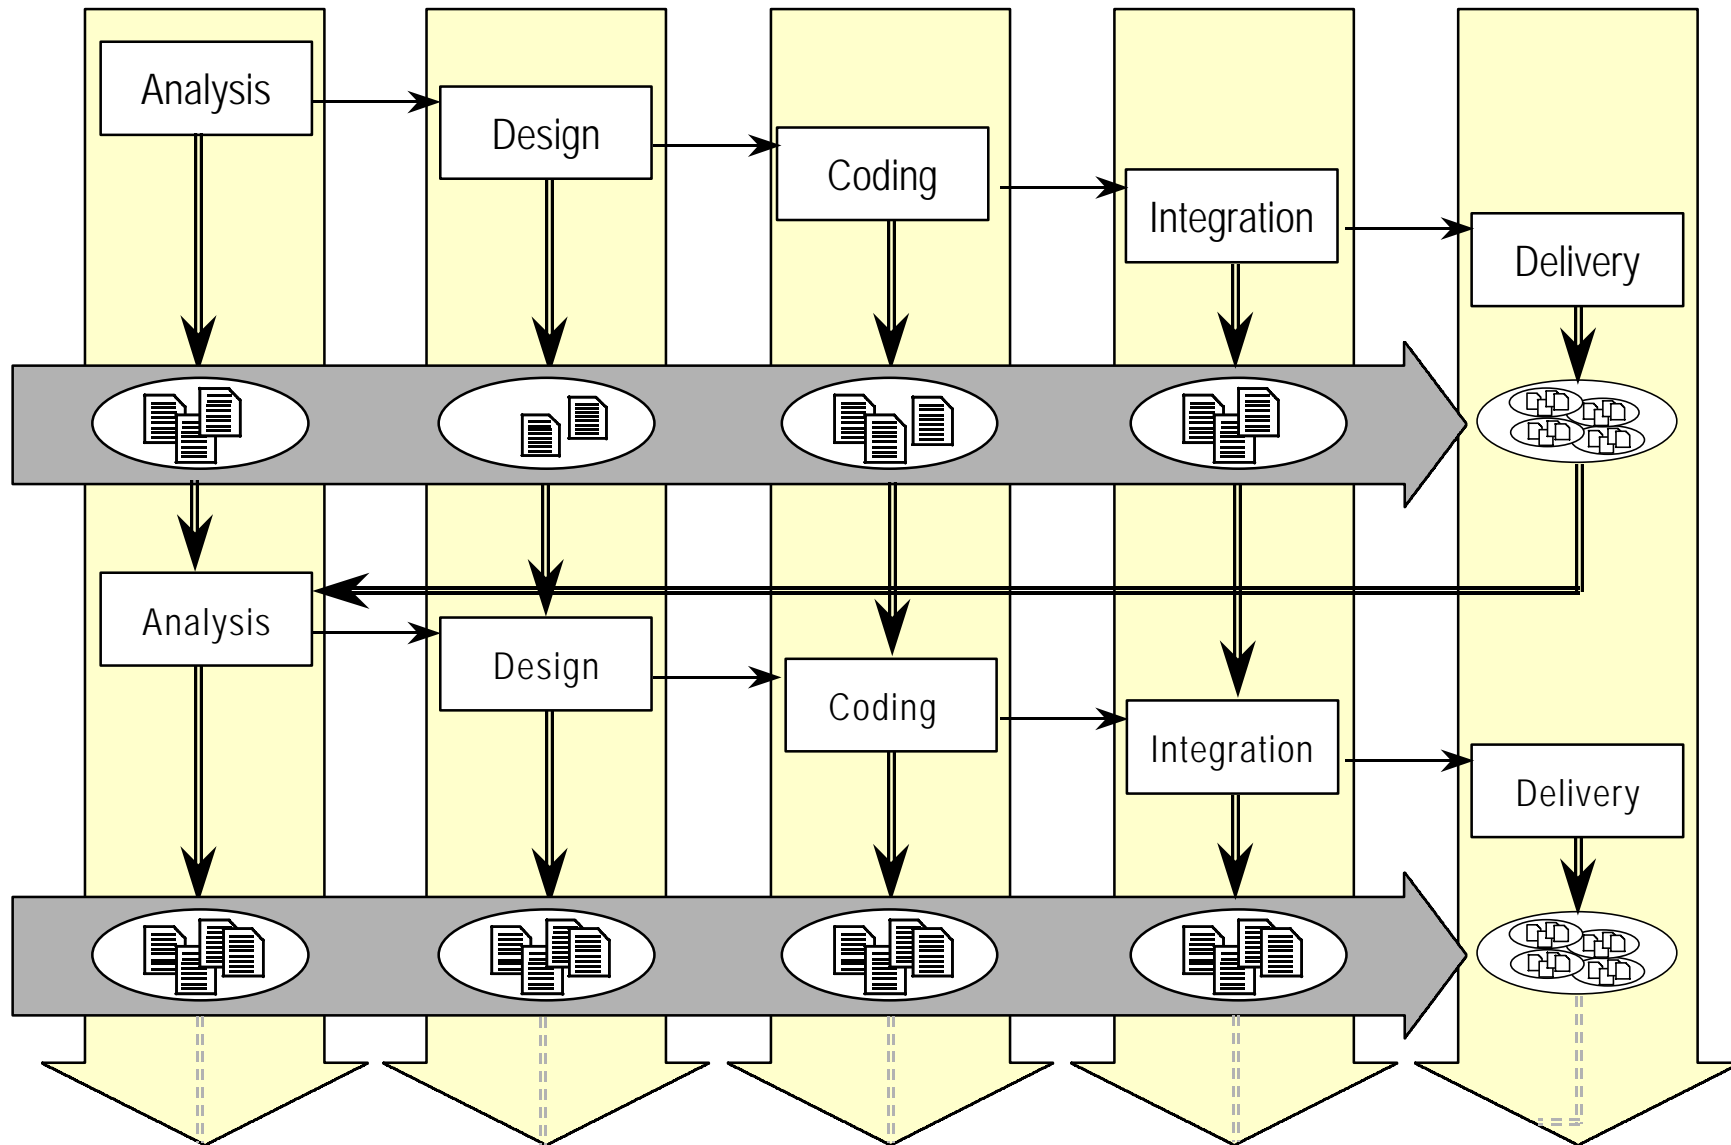 Analysis
Design
Coding
Integration
Delivery
Analysis
Design
Coding
Integration
Delivery